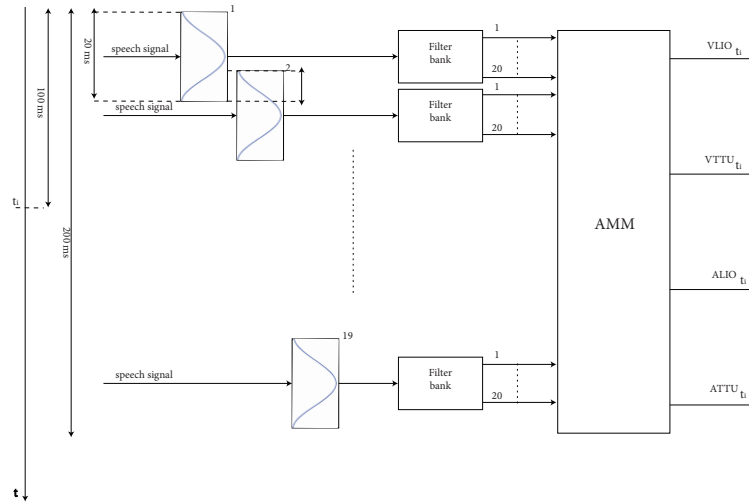 1
20 ms
speech signal
Filter
bank
1
20
VLIO ti
2
100 ms
speech signal
Filter
bank
1
20
VTTU ti
ti
200 ms
AMM
ALIO ti
19
speech signal
Filter
bank
1
20
ATTU ti
t